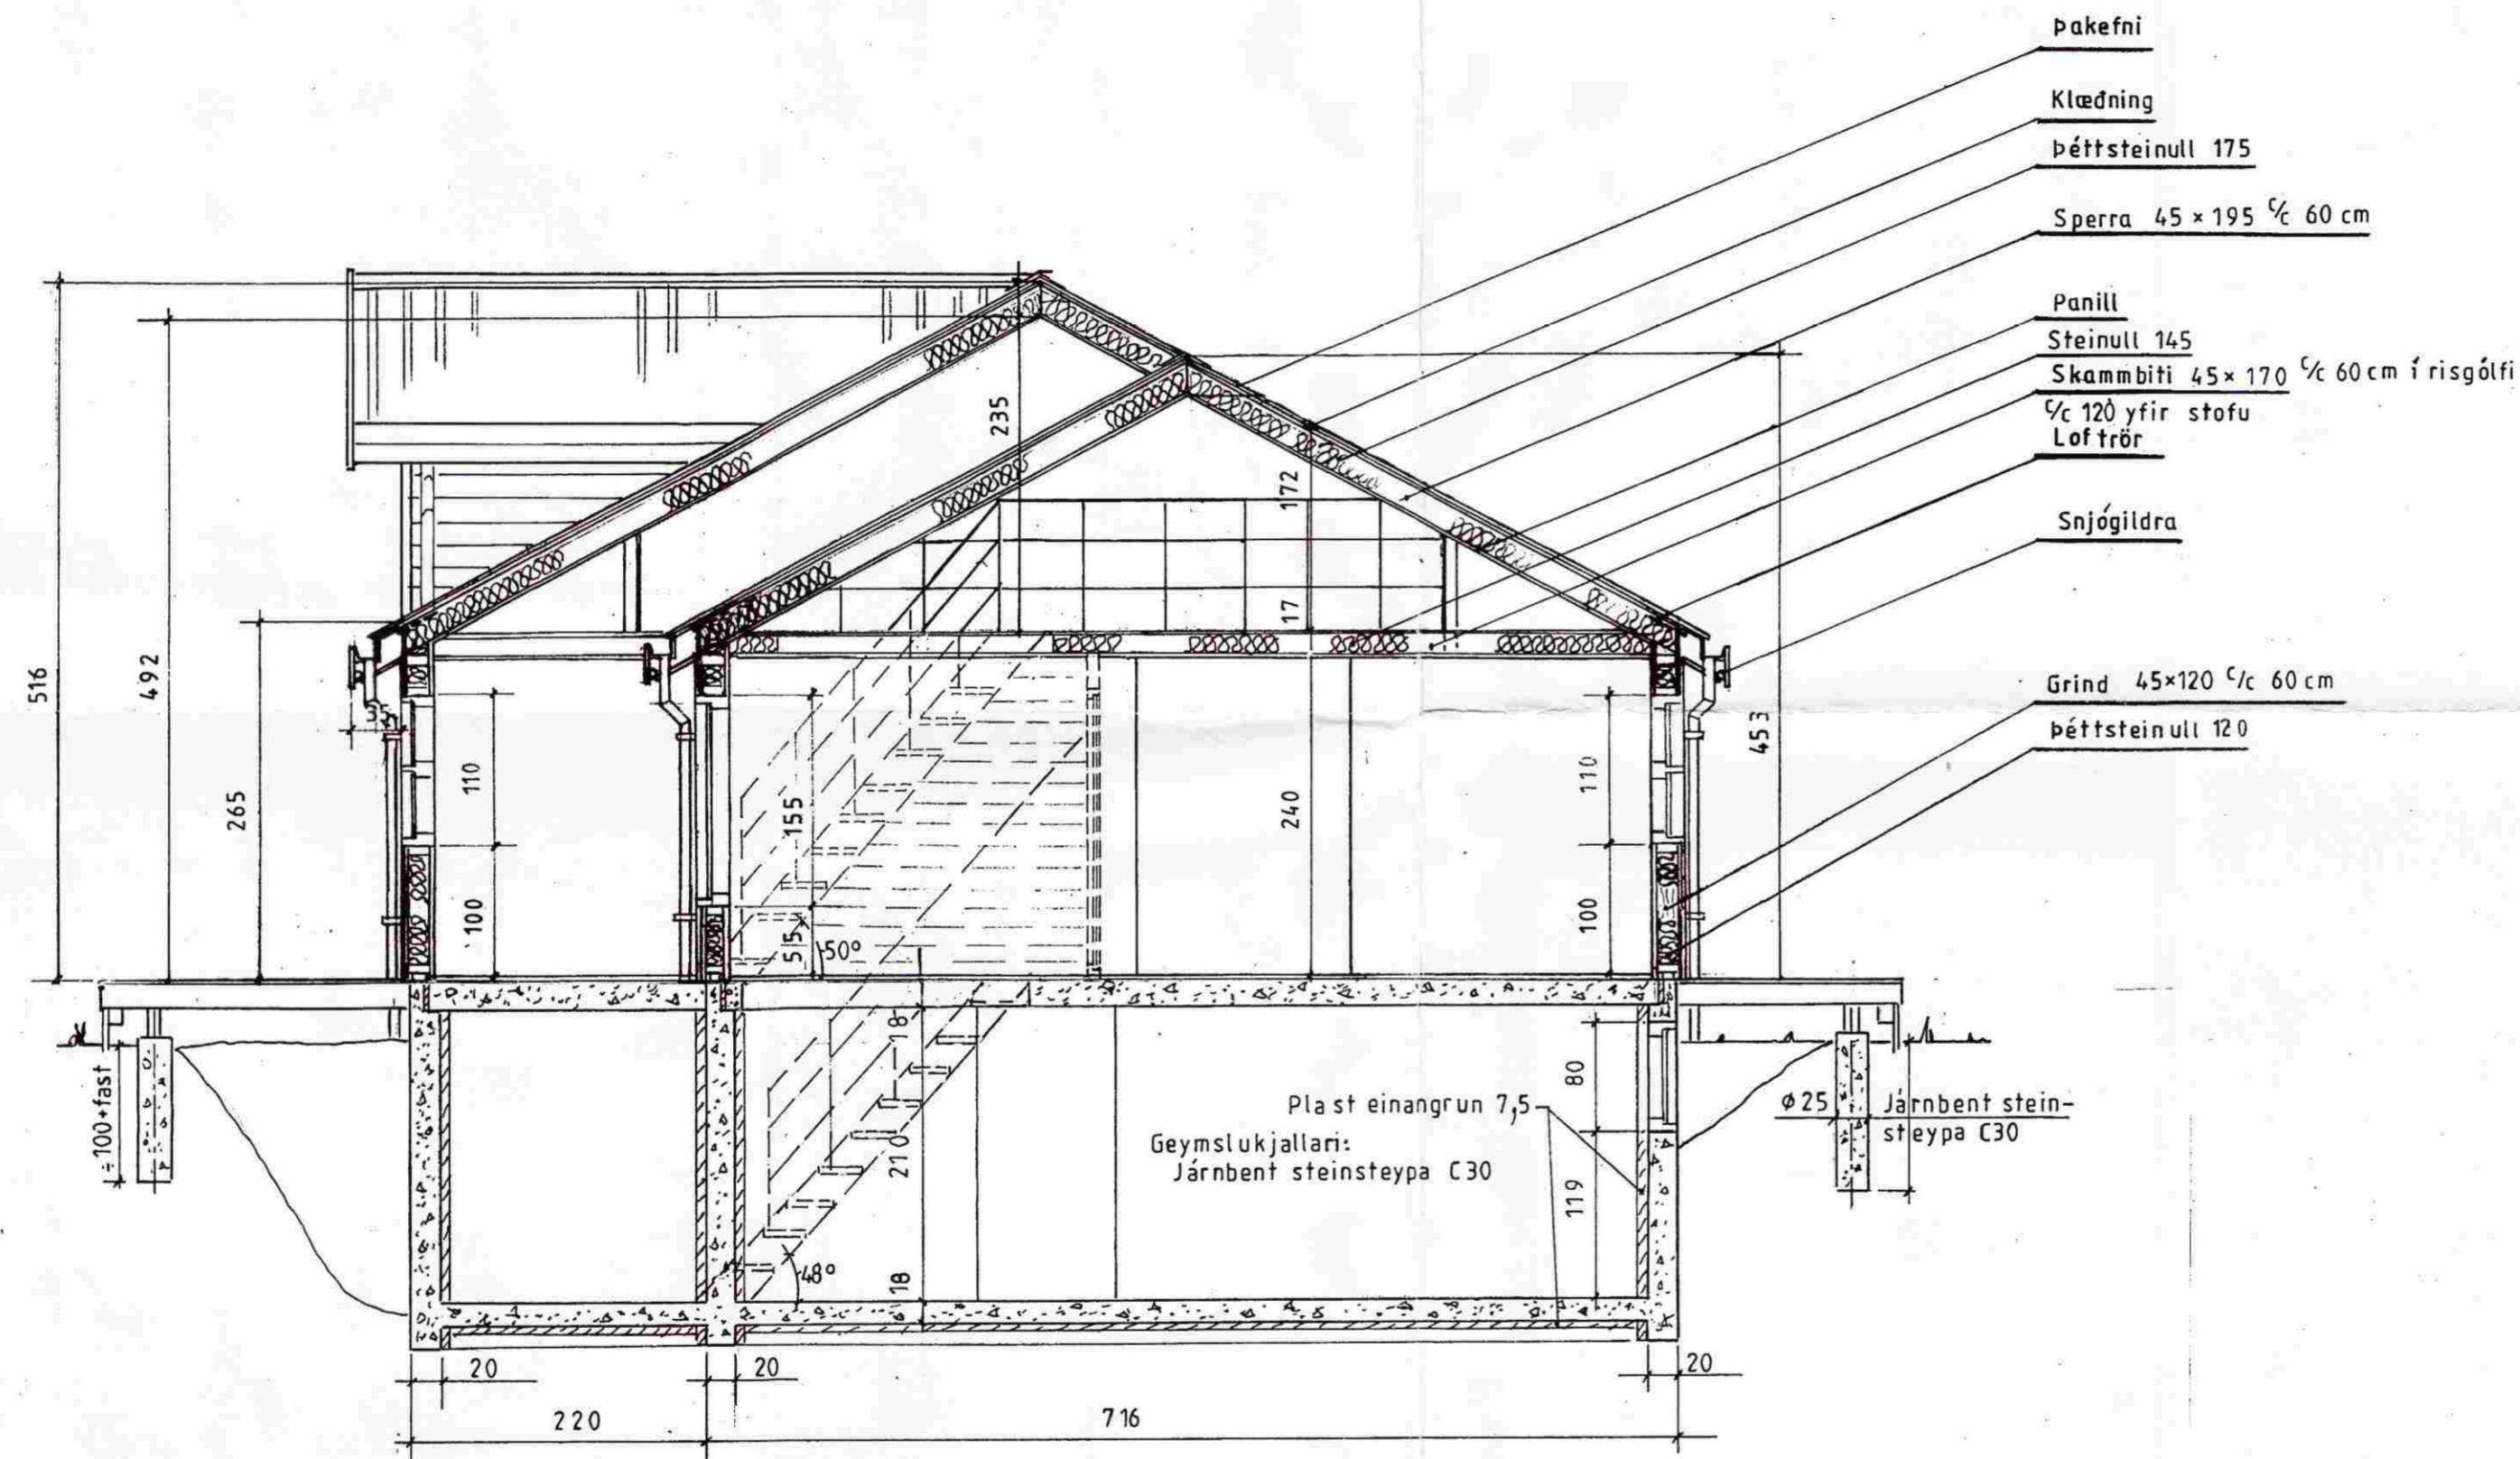 Þakefni
Klæðning
Þéttsteinull 175
Sperra 45 × 195 c/c 60 cm
Panill
Steinull 145
Skammbiti 45 × 170 c/c 60 cm í risgólfi
c/c 120 yfir stofu
Loftrör
Snjógildra
Grind 45×120 c/c 60 cm
Þéttsteinull 120
516
492
265
35
235
172
17
453
110
100
155
55
50°
240
110
100
18
210
18
48°
80
119
÷100+fast
Plast einangrun 7,5
Geymslukjallari:
Járnbent steinsteypa C30
ø25
Járnbent stein-
steypa C30
20
20
20
220
716